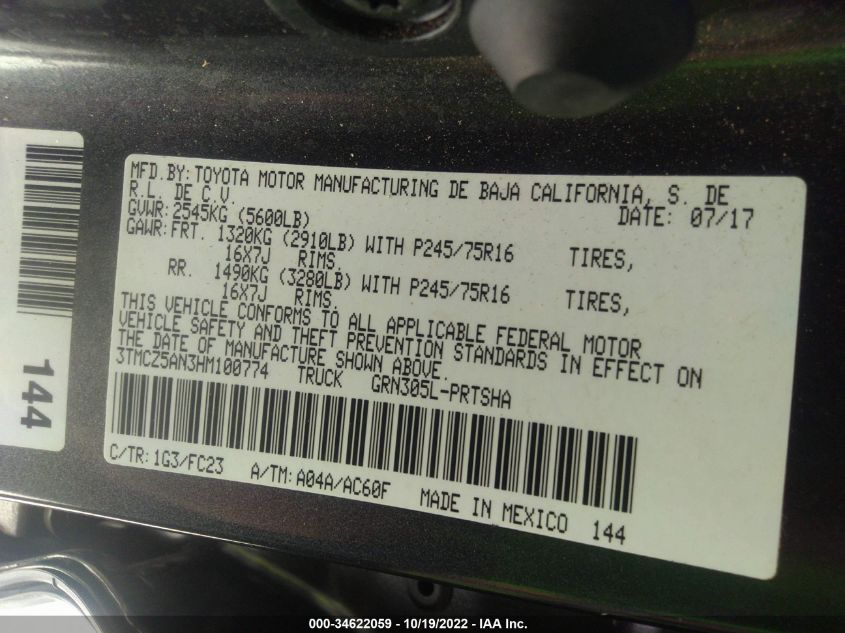 MFD.BY: TOYOTA MOTOR MANUFACTURING DE BAJA CALIFORNIA, S. DE
R.L. DE C.V. DATE: 07/17
GVWR: 2545KG (5600LB)
GAWR: FRT. 1320KG (2910LB) WITH P245/75R16 TIRES,
16X7J RIMS.
RR. 1490KG (3280LB) WITH P245/75R16 TIRES,
16X7J RIMS.
THIS VEHICLE CONFORMS TO ALL APPLICABLE FEDERAL MOTOR
VEHICLE SAFETY AND THEFT PREVENTION STANDARDS IN EFFECT ON
THE DATE OF MANUFACTURE SHOWN ABOVE.
3TMCZ5AN3HM100774 TRUCK GRN305L-PRTSHA
C/TR: 1G3/FC23 A/TM: A04A/AC60F MADE IN MEXICO 144
144
000-34622059 - 10/19/2022 - IAA Inc.